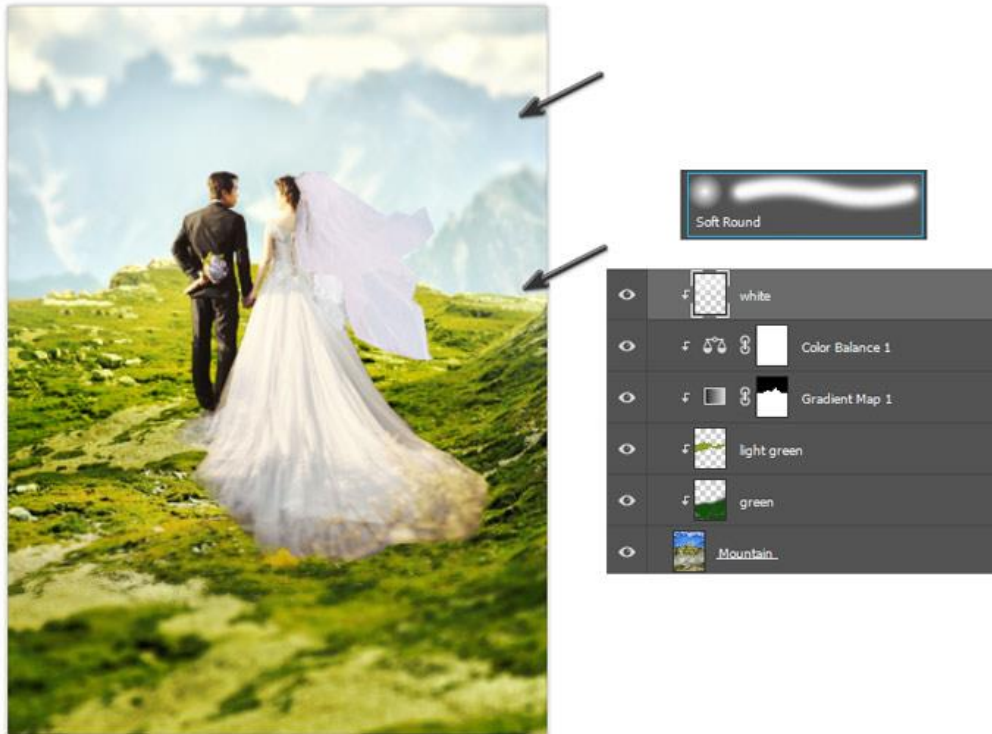 Soft Round
white
Color Balance 1
Gradient Map 1
light green
green
Mountain